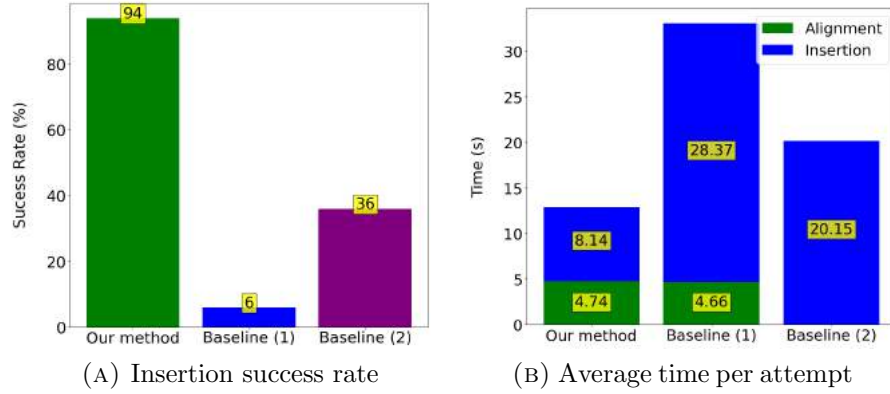 94
80
60
40
20
0
Sucess Rate (%)
6
36
Our method Baseline (1) Baseline (2)
(A) Insertion success rate
Alignment
Insertion
30
25
20
15
10
5
0
Time (s)
28.37
8.14
20.15
4.74
4.66
Our method Baseline (1) Baseline (2)
(B) Average time per attempt